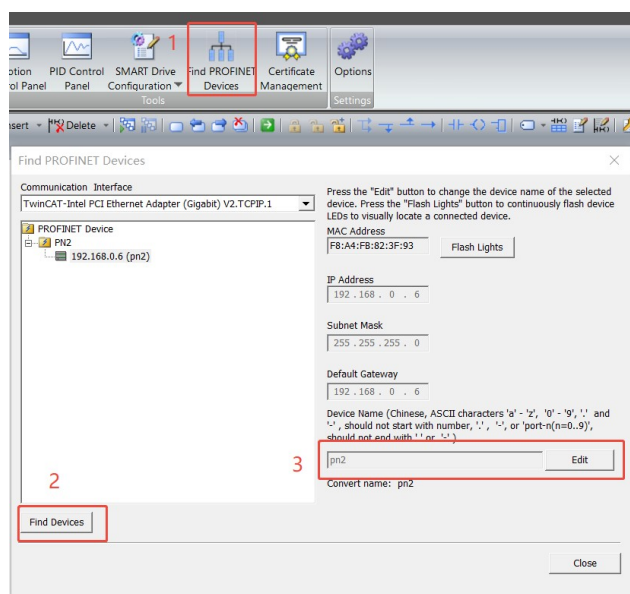 1
otion PID Control SMART Drive Find PROFINET Certificate Options
ol Panel Panel Configuration Devices Management
Tools Settings
nsert Delete
Find PROFINET Devices
Communication Interface
TwinCAT-Intel PCI Ethernet Adapter (Gigabit) V2.TCPIP.1
PROFINET Device
PN2
192.168.0.6 (pn2)
2
Find Devices
Press the "Edit" button to change the device name of the selected
device. Press the "Flash Lights" button to continuously flash device
LEDs to visually locate a connected device.
MAC Address
F8:A4:FB:82:3F:93 Flash Lights
IP Address
192 . 168 . 0 . 6
Subnet Mask
255 . 255 . 255 . 0
Default Gateway
192 . 168 . 0 . 6
Device Name (Chinese, ASCII characters 'a' - 'z', '0' - '9', '.' and
'-' , should not start with number, '.' , '-', or 'port-n(n=0..9)',
should not end with '.' or '-' )
3
pn2 Edit
Convert name: pn2
Close